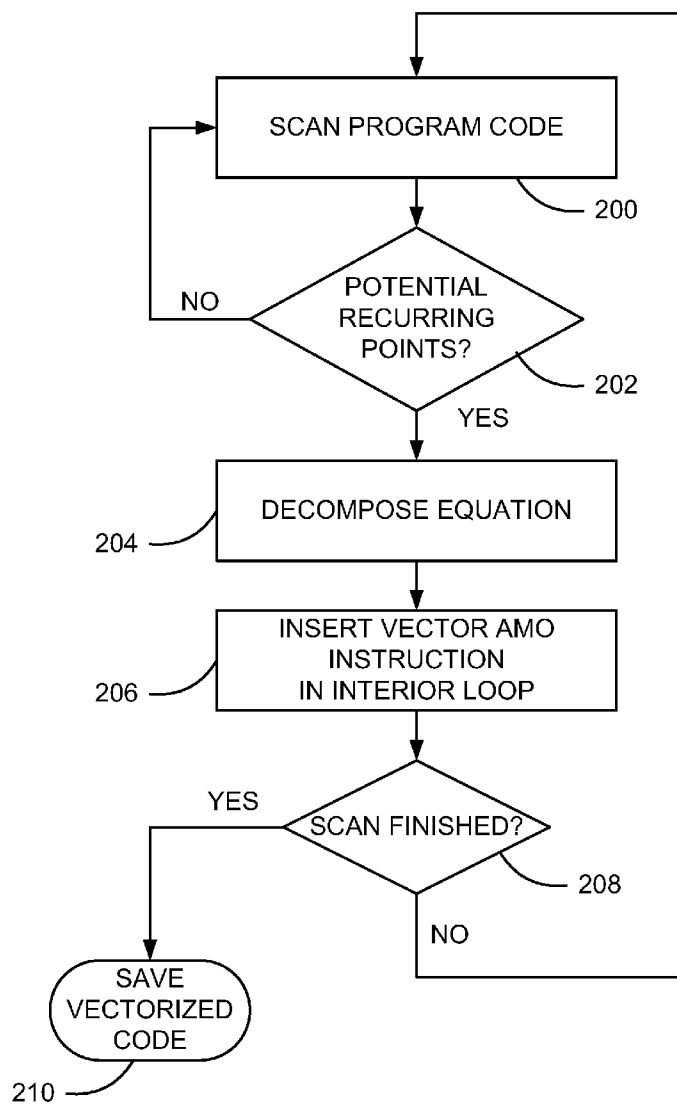 SCAN PROGRAM CODE
200
NO
POTENTIAL
RECURRING
POINTS?
202
YES
DECOMPOSE EQUATION
204
INSERT VECTOR AMO
INSTRUCTION
IN INTERIOR LOOP
206
YES
SCAN FINISHED?
208
NO
SAVE
VECTORIZED
CODE
210